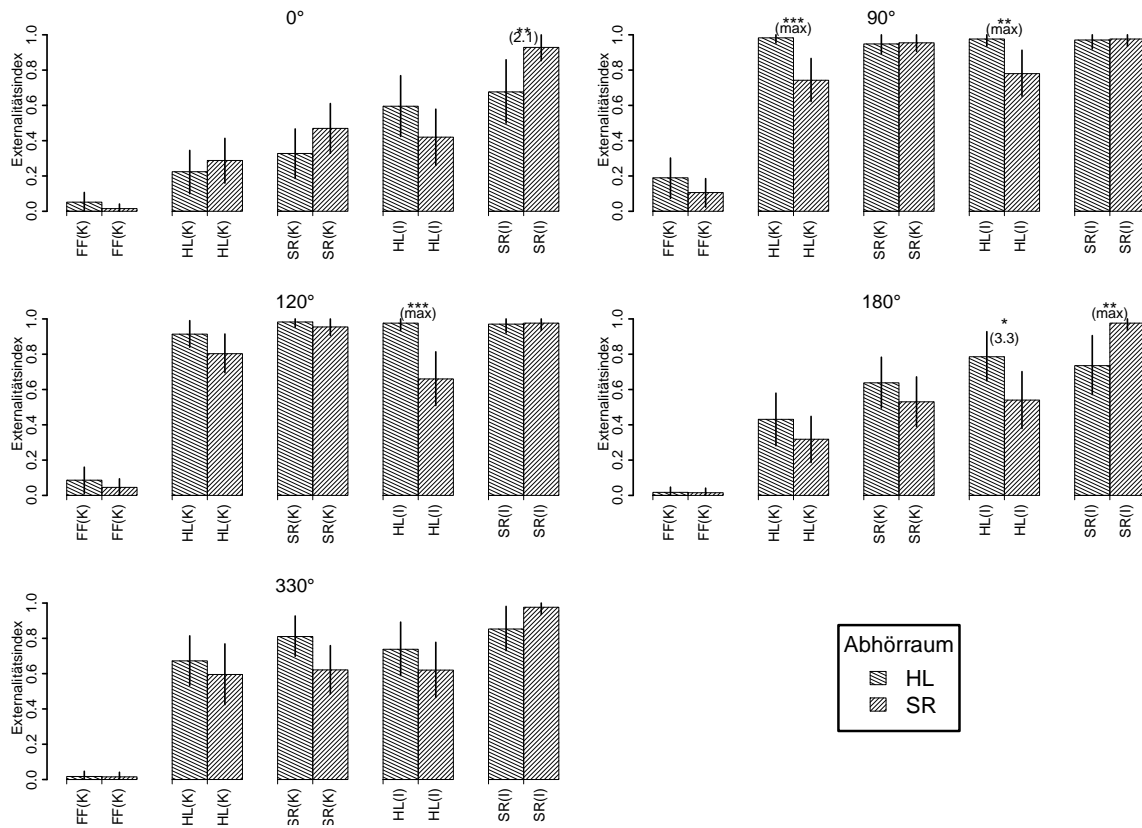 0°
Externalitätsindex
0.0 0.2 0.4 0.6 0.8 1.0
**
(2.1)
FF(K) FF(K) HL(K) HL(K) SR(K) SR(K) HL(I) HL(I) SR(I) SR(I)
90°
Externalitätsindex
0.0 0.2 0.4 0.6 0.8 1.0
*** **
(max) (max)
FF(K) FF(K) HL(K) HL(K) SR(K) SR(K) HL(I) HL(I) SR(I) SR(I)
120°
Externalitätsindex
0.0 0.2 0.4 0.6 0.8 1.0
***
(max)
FF(K) FF(K) HL(K) HL(K) SR(K) SR(K) HL(I) HL(I) SR(I) SR(I)
180°
Externalitätsindex
0.0 0.2 0.4 0.6 0.8 1.0
* **
(3.3) (max)
FF(K) FF(K) HL(K) HL(K) SR(K) SR(K) HL(I) HL(I) SR(I) SR(I)
330°
Externalitätsindex
0.0 0.2 0.4 0.6 0.8 1.0
FF(K) FF(K) HL(K) HL(K) SR(K) SR(K) HL(I) HL(I) SR(I) SR(I)
Abhörraum
HL
SR